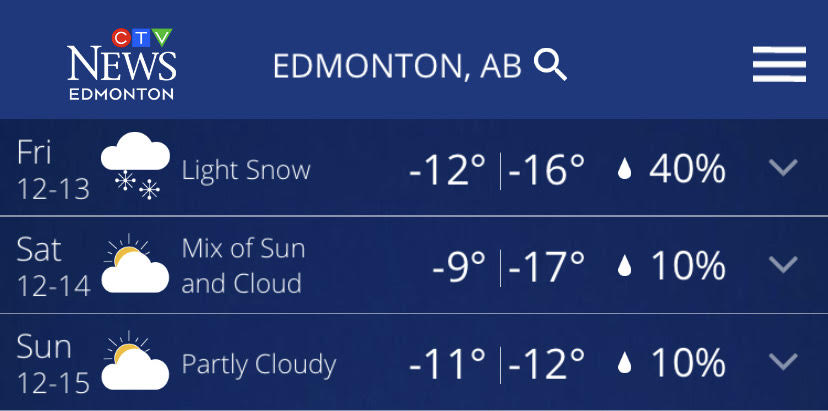 CTV
NEWS
EDMONTON
EDMONTON, AB
Fri
12-13
Light Snow
-12° | -16°
40%
Sat
12-14
Mix of Sun
and Cloud
-9° | -17°
10%
Sun
12-15
Partly Cloudy
-11° | -12°
10%